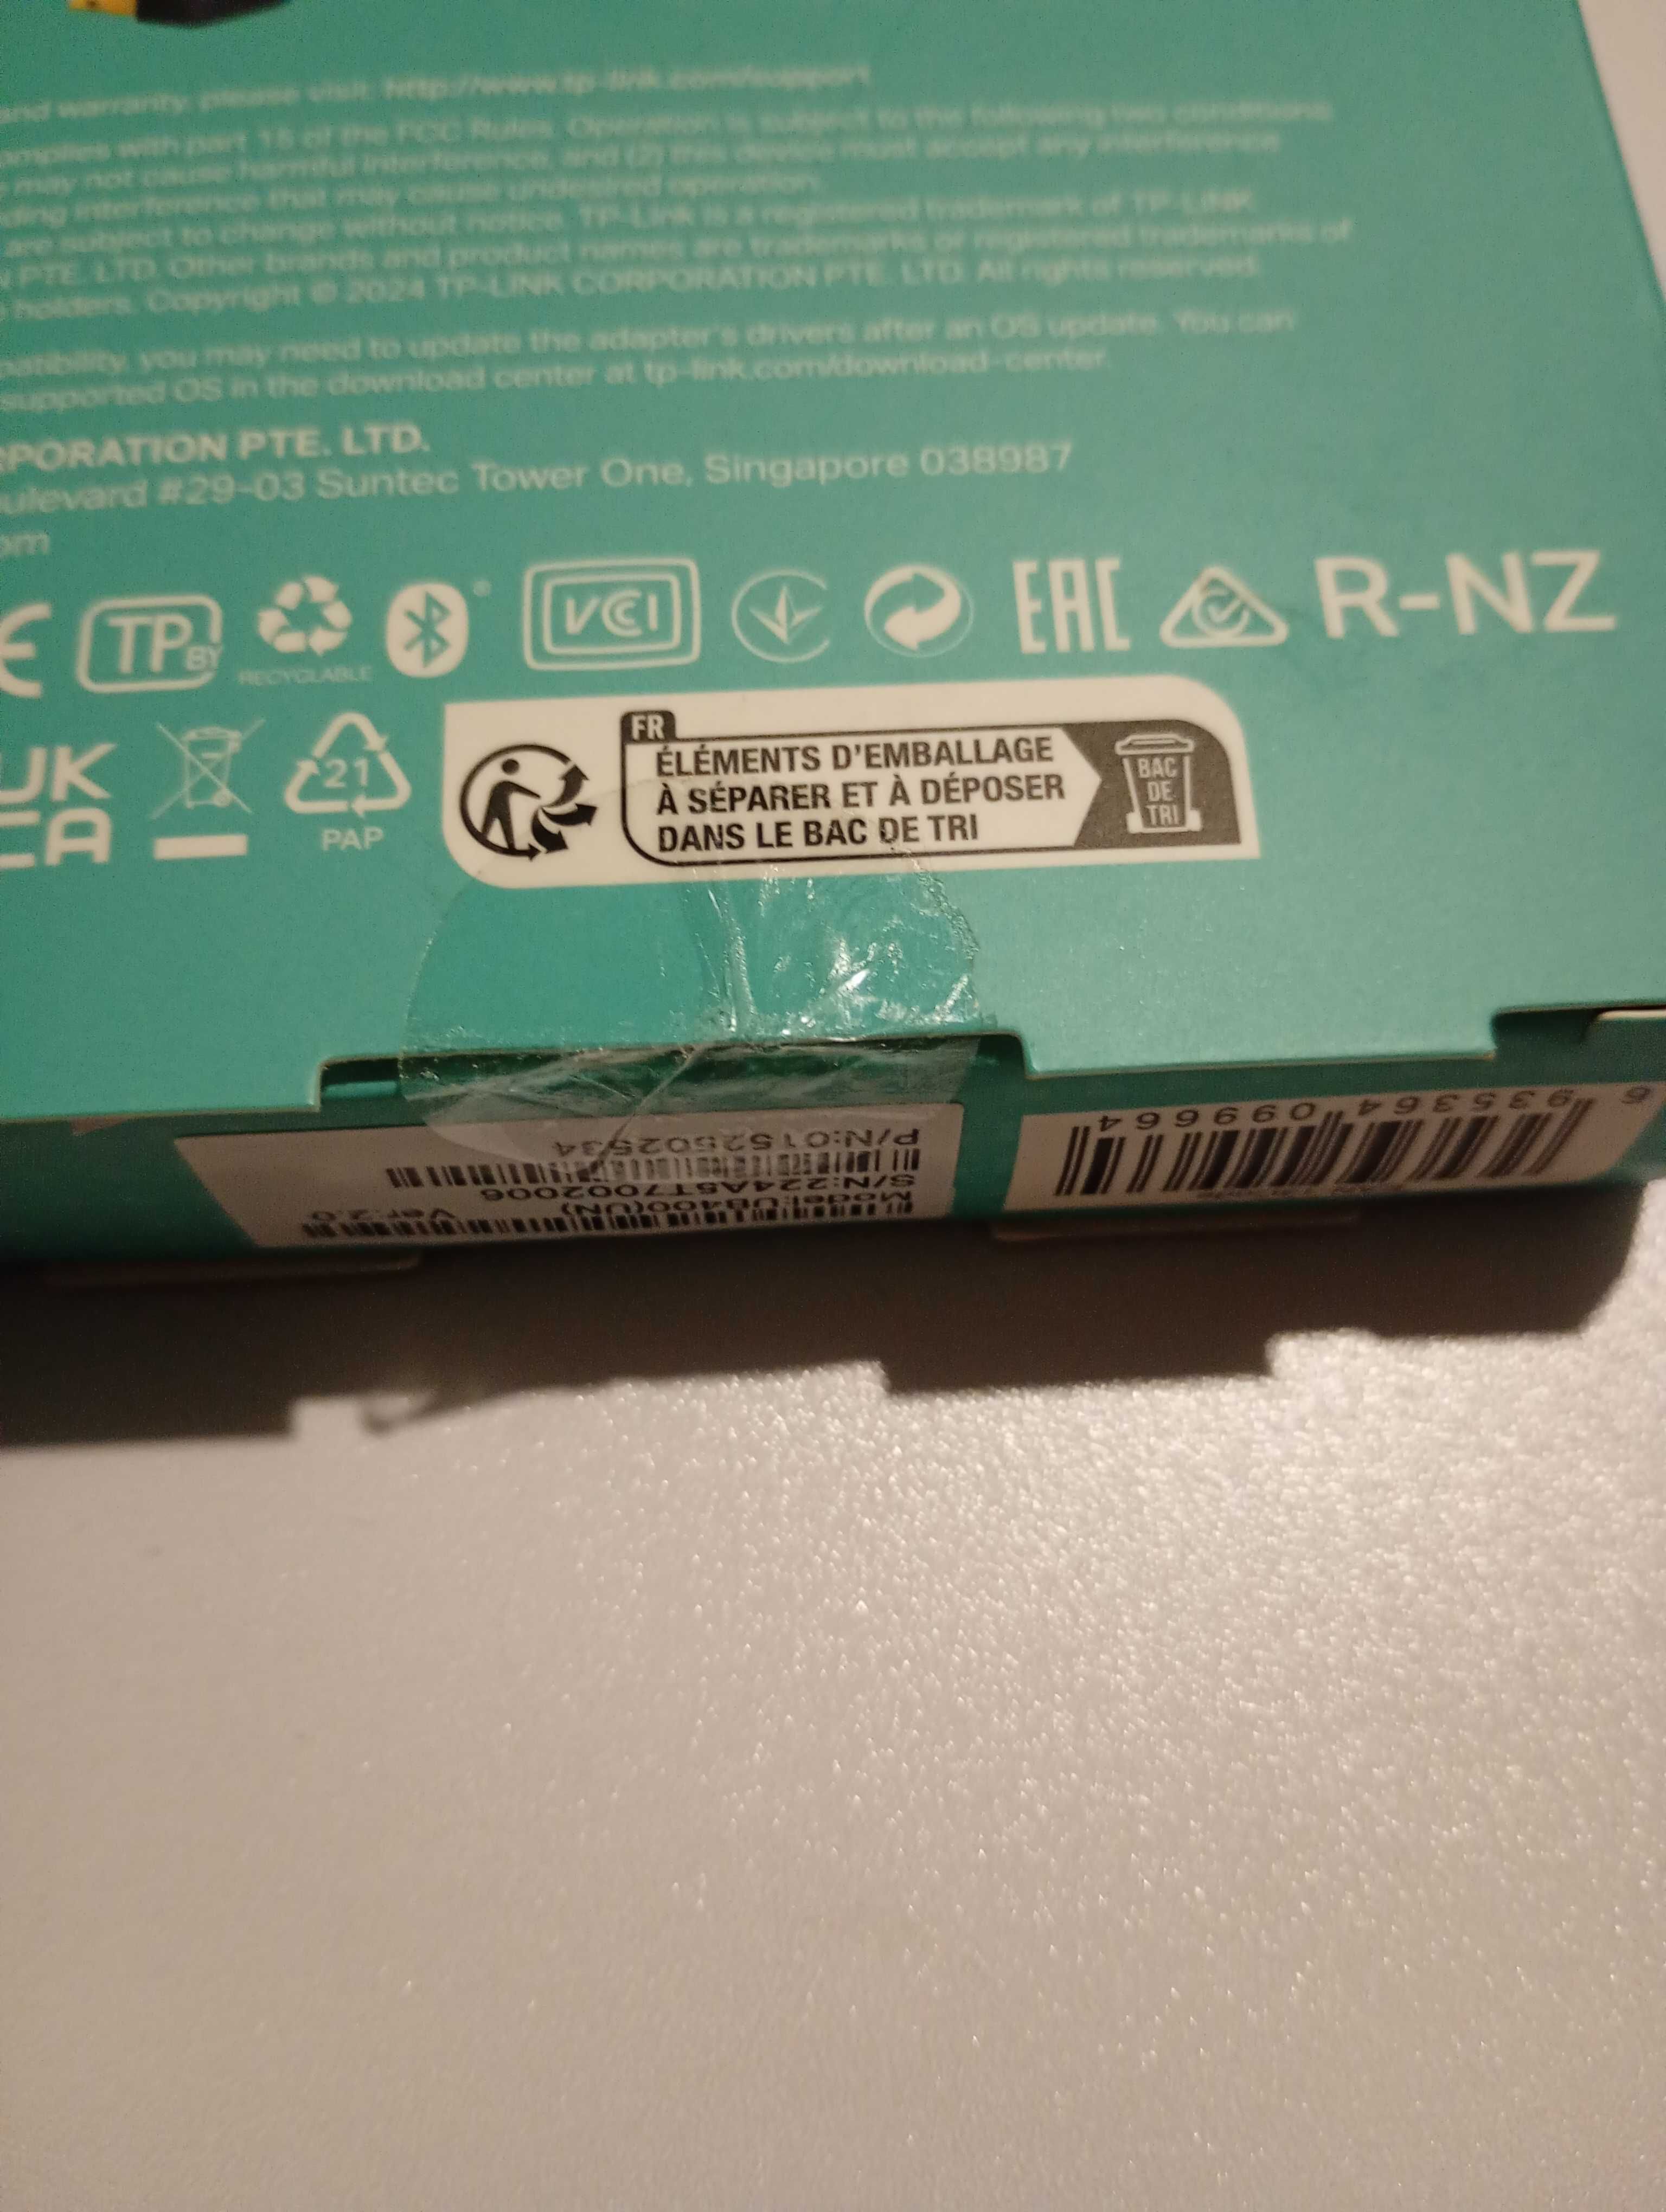 and warranty, please visit: http://www.tp-link.com/support
complies with part 15 of the FCC Rules. Operation is subject to the following two conditions:
may not cause harmful interference, and (2) this device must accept any interference
interference that may cause undesired operation.
are subject to change without notice. TP-Link is a registered trademark of TP-LINK
PTE. LTD. Other brands and product names are trademarks or registered trademarks of
holders. Copyright © 2024 TP-LINK CORPORATION PTE. LTD. All rights reserved.
you may need to update the adapter's drivers after an OS update. You can
supported OS in the download center at tp-link.com/download-center.
PORATION PTE. LTD.
ulevard #29-03 Suntec Tower One, Singapore 038987
om
CE TP BY RECYCLABLE VCCI EAC R-NZ
UK
CA
21
PAP
FR
ÉLÉMENTS D'EMBALLAGE
À SÉPARER ET À DÉPOSER
DANS LE BAC DE TRI
BAC
DE
TRI
Model:UB400(UN) Ver:2.0
S/N:224A5T7002006
P/N:0152502534
6 935364 099664